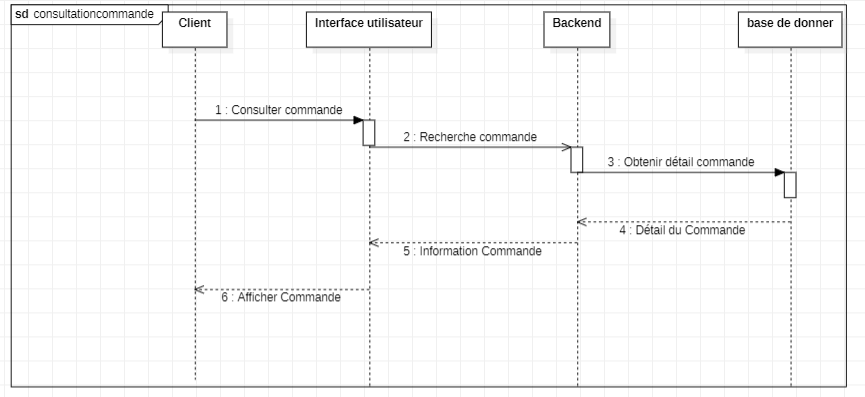 sd consultationcommande
Client
Interface utilisateur
Backend
base de donner
1 : Consulter commande
2 : Recherche commande
3 : Obtenir détail commande
4 : Détail du Commande
5 : Information Commande
6 : Afficher Commande